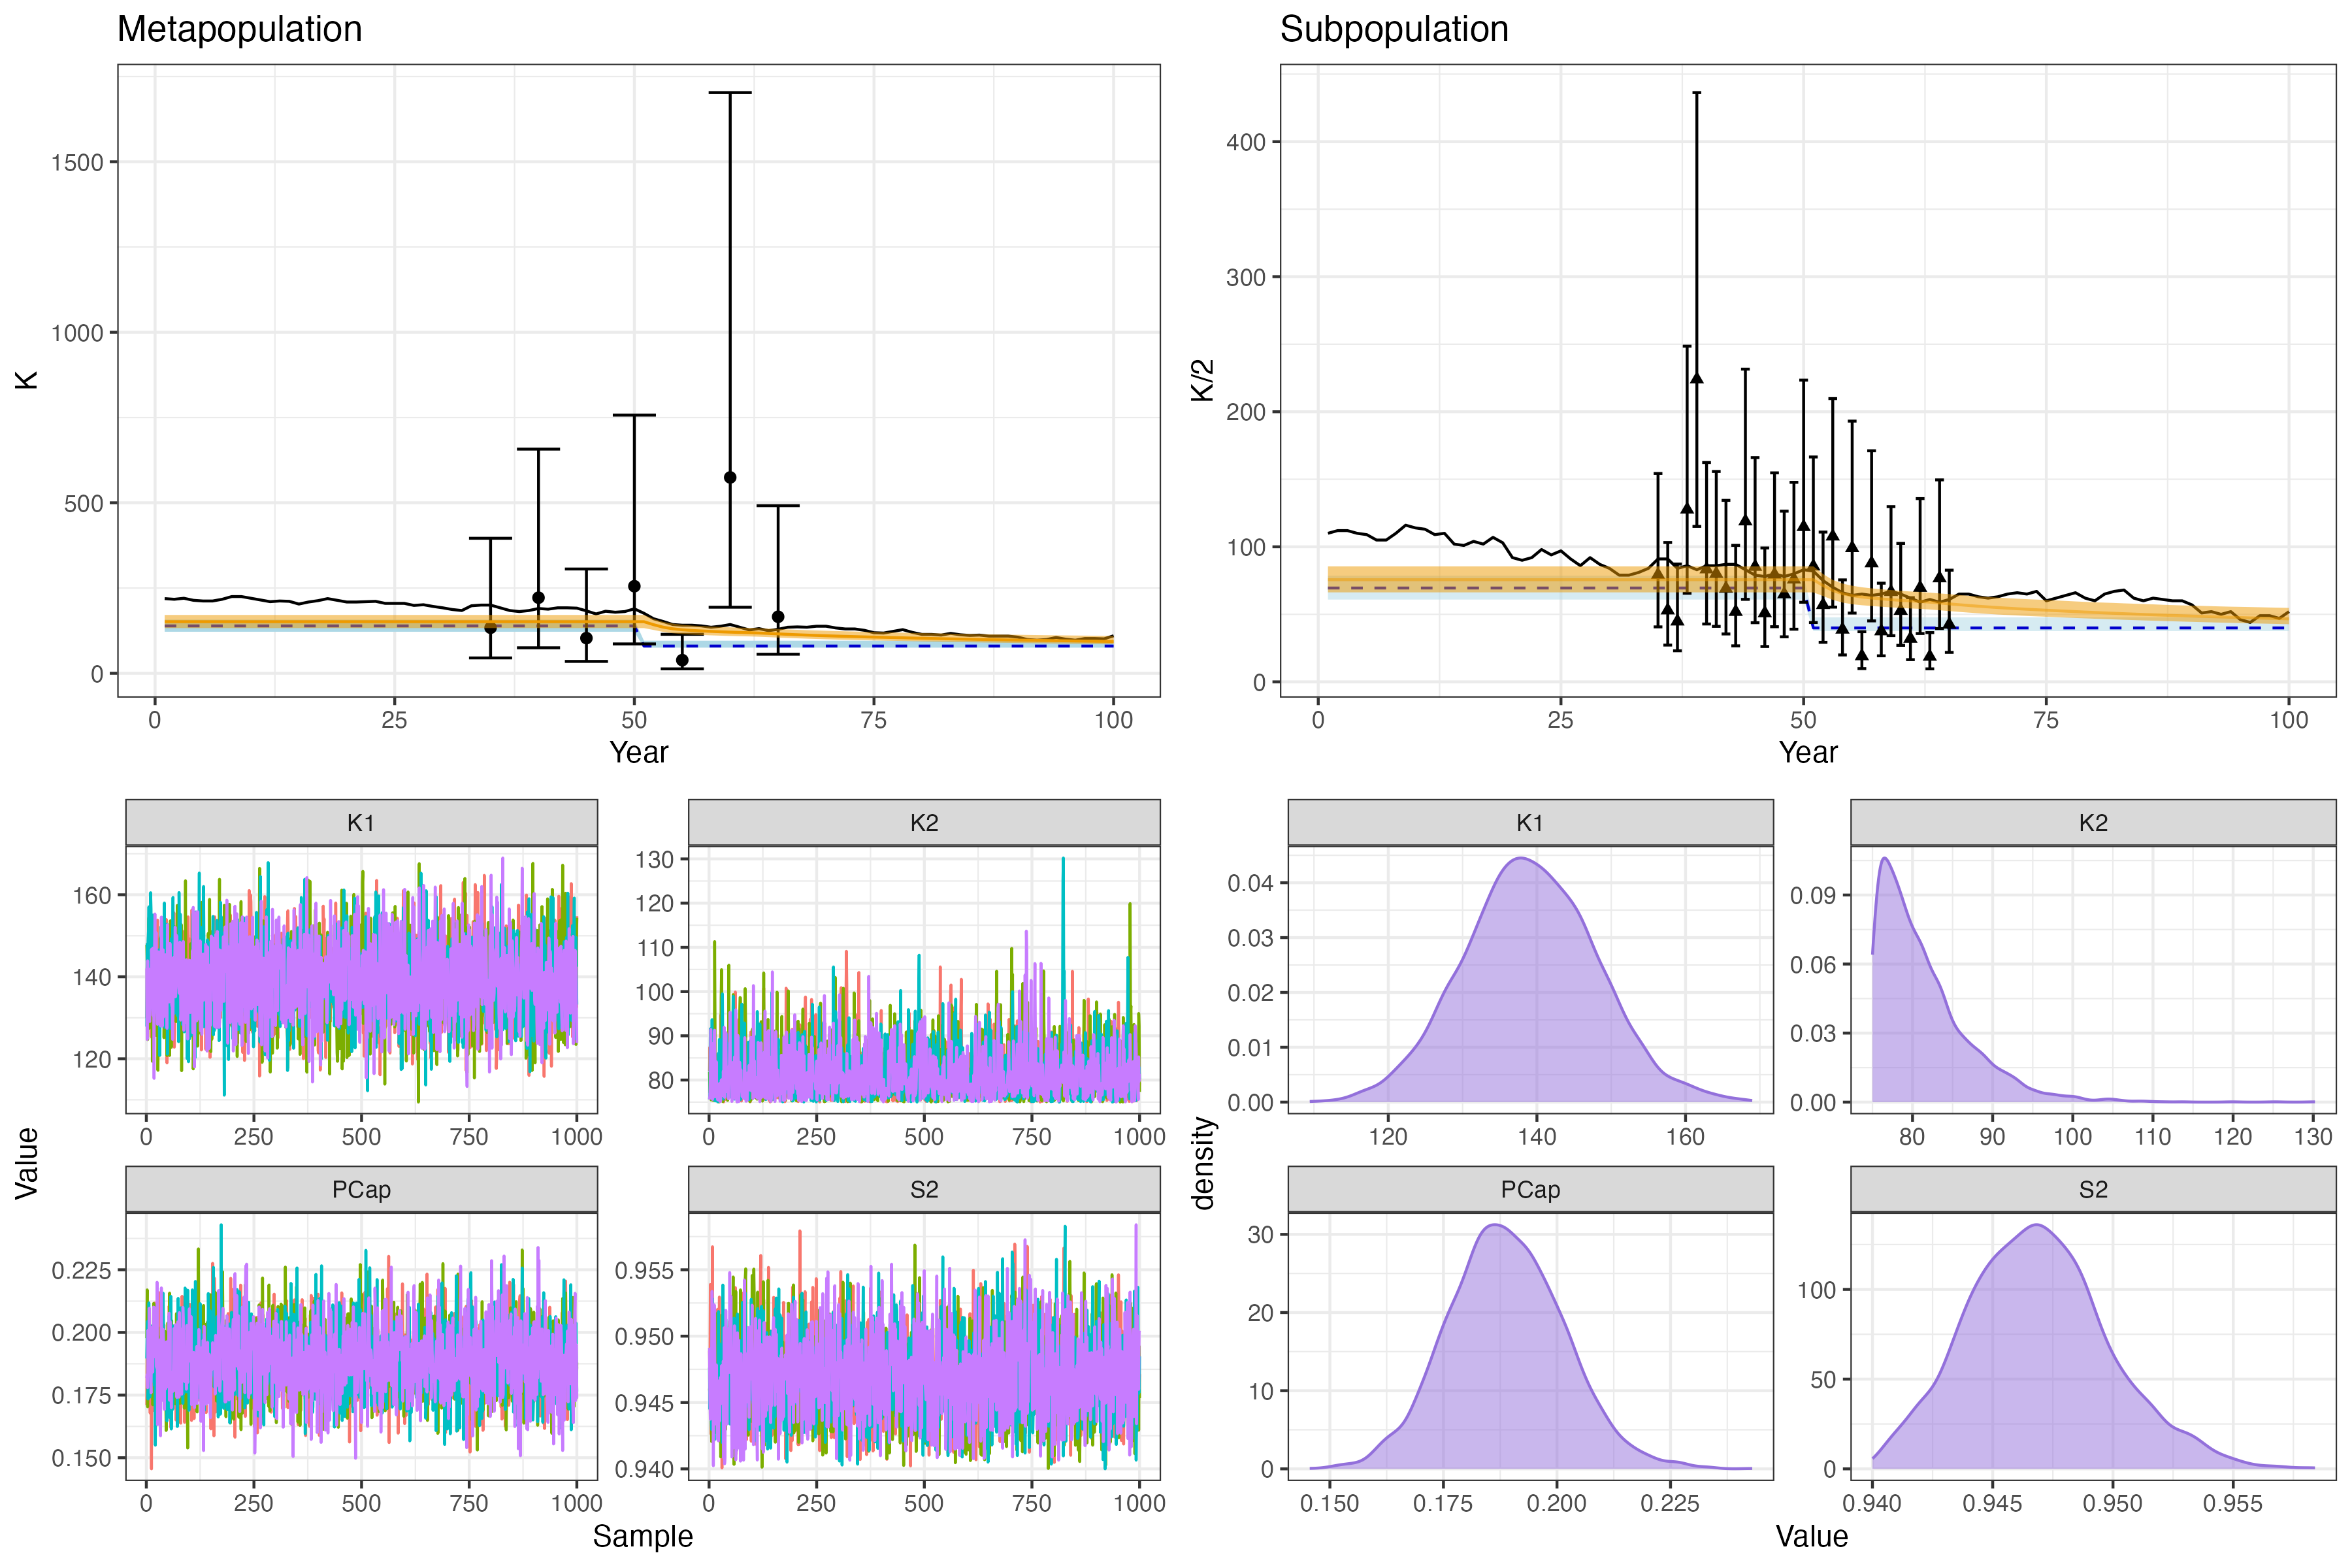 Metapopulation
1500
1000
500
0
K
0 25 50 75 100
Year
Subpopulation
400
300
200
100
0
K/2
0 25 50 75 100
Year
K1
160
140
120
0 250 500 750 1000
K2
130
120
110
100
90
80
0 250 500 750 1000
PCap
0.225
0.200
0.175
0.150
0 250 500 750 1000
S2
0.955
0.950
0.945
0.940
0 250 500 750 1000
Value
Sample
K1
0.04
0.03
0.02
0.01
0.00
120 140 160
K2
0.09
0.06
0.03
0.00
80 90 100 110 120 130
PCap
30
20
10
0
0.150 0.175 0.200 0.225
S2
100
50
0
0.940 0.945 0.950 0.955
density
Value